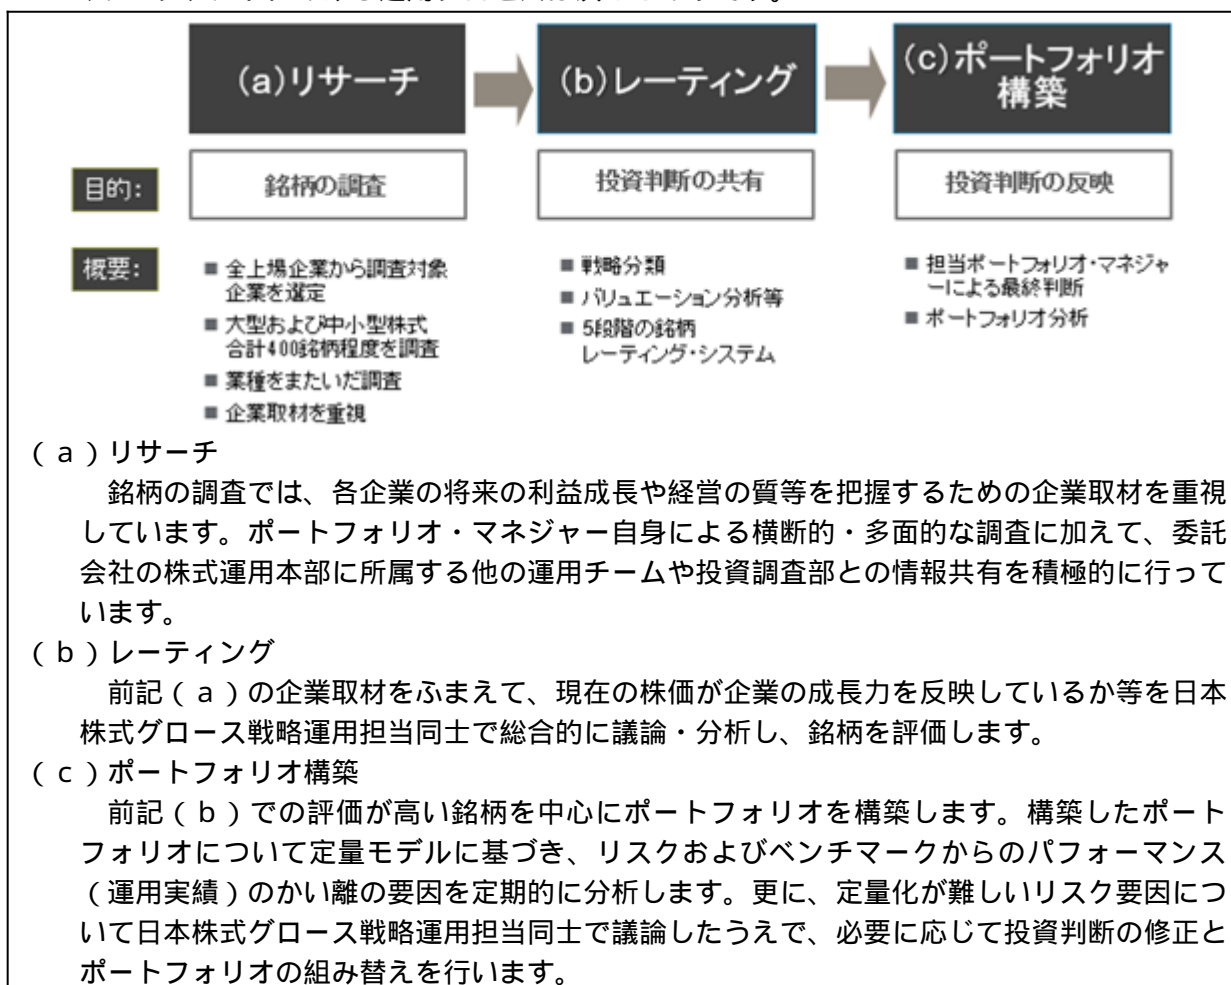 (a)リサーチ
(b)レーティング
(c)ポートフォリオ
構築
目的:
銘柄の調査
投資判断の共有
投資判断の反映
概要:
■ 全上場企業から調査対象
企業を選定
■ 大型および中小型株式
合計400銘柄程度を調査
■ 業種をまたいだ調査
■ 企業取材を重視
■ 戦略分類
■ バリュエーション分析等
■ 5段階の銘柄
レーティング・システム
■ 担当ポートフォリオ・マネジャ
ーによる最終判断
■ ポートフォリオ分析
(a)リサーチ
銘柄の調査では、各企業の将来の利益成長や経営の質等を把握するための企業取材を重視
しています。ポートフォリオ・マネジャー自身による横断的・多面的な調査に加えて、委託
会社の株式運用本部に所属する他の運用チームや投資調査部との情報共有を積極的に行って
います。
(b)レーティング
前記(a)の企業取材をふまえて、現在の株価が企業の成長力を反映しているか等を日本
株式グロース戦略運用担当同士で総合的に議論・分析し、銘柄を評価します。
(c)ポートフォリオ構築
前記(b)での評価が高い銘柄を中心にポートフォリオを構築します。構築したポート
フォリオについて定量モデルに基づき、リスクおよびベンチマークからのパフォーマンス
(運用実績)のかい離の要因を定期的に分析します。更に、定量化が難しいリスク要因につ
いて日本株式グロース戦略運用担当同士で議論したうえで、必要に応じて投資判断の修正と
ポートフォリオの組み替えを行います。